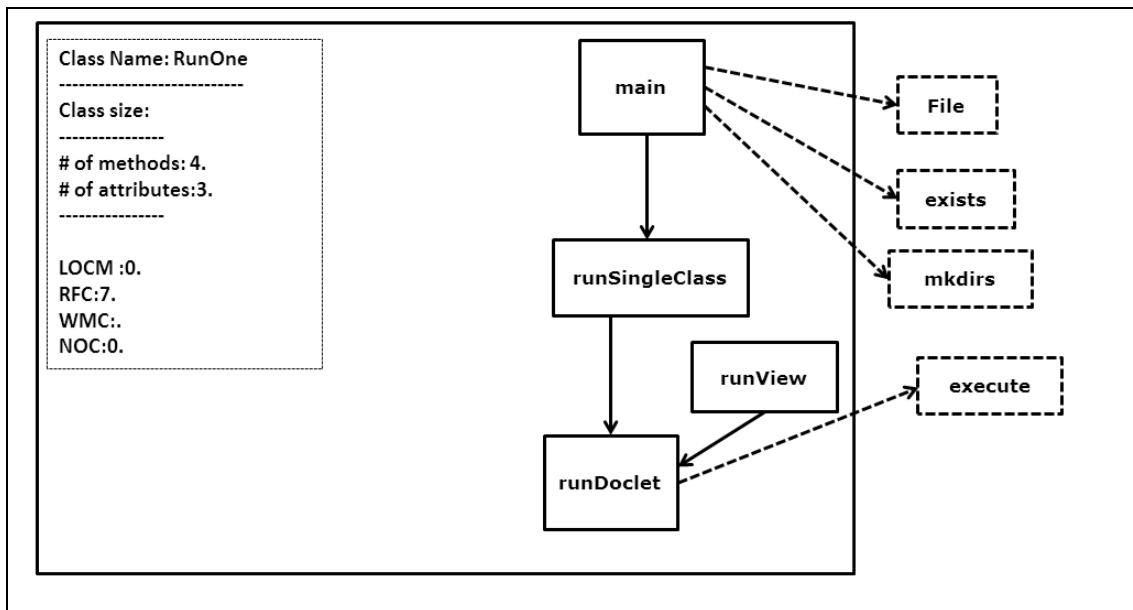 Class Name: RunOne
----------------------------
Class size:
----------------
# of methods: 4.
# of attributes:3.
----------------
LOCM :0.
RFC:7.
WMC:.
NOC:0.
main
File
exists
runSingleClass
mkdirs
runView
execute
runDoclet